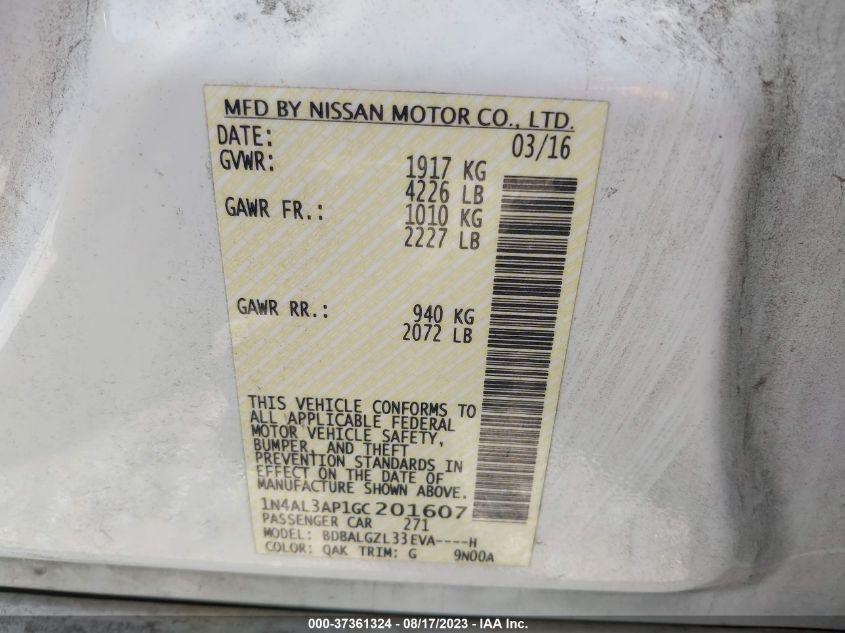 MFD BY NISSAN MOTOR CO., LTD.
DATE: 03/16
GVWR: 1917 KG
4226 LB
GAWR FR.: 1010 KG
2227 LB
GAWR RR.: 940 KG
2072 LB
THIS VEHICLE CONFORMS TO
ALL APPLICABLE FEDERAL
MOTOR VEHICLE SAFETY,
BUMPER, AND THEFT
PREVENTION STANDARDS IN
EFFECT ON THE DATE OF
MANUFACTURE SHOWN ABOVE.
1N4AL3AP1GC201607
PASSENGER CAR 271
MODEL: BDBALGZL33EVA----H
COLOR: QAK TRIM: G 9N00A
000-37361324 — 08/17/2023 — IAA Inc.